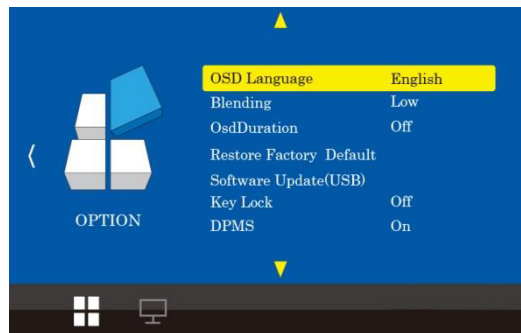 OSD Language English
Blending Low
OsdDuration Off
Restore Factory Default
Software Update(USB)
Key Lock Off
OPTION
DPMS On